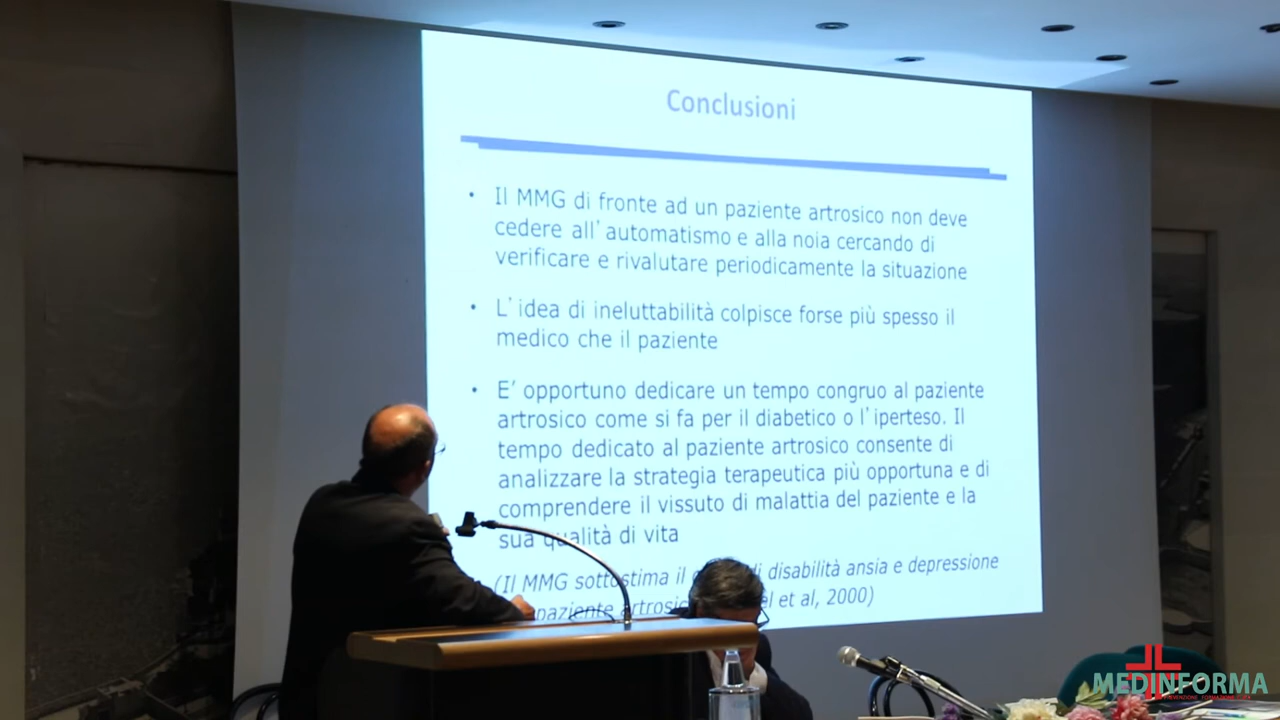 Conclusioni
• Il MMG di fronte ad un paziente artrosico non deve
cedere all'automatismo e alla noia cercando di
verificare e rivalutare periodicamente la situazione
• L'idea di ineluttabilità colpisce forse più spesso il
medico che il paziente
• E' opportuno dedicare un tempo congruo al paziente
artrosico come si fa per il diabetico o l'iperteso. Il
tempo dedicato al paziente artrosico consente di
analizzare la strategia terapeutica più opportuna e di
comprendere il vissuto di malattia del paziente e la
sua qualità di vita
(Il MMG sottostima il di disabilità ansia e depressione
paziente et al, 2000)
MEDINFORMA